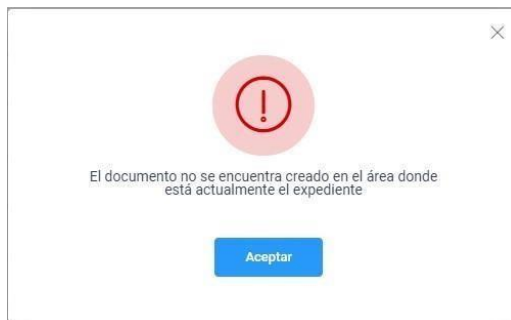 El documento no se encuentra creado en el área donde
está actualmente el expediente
Aceptar